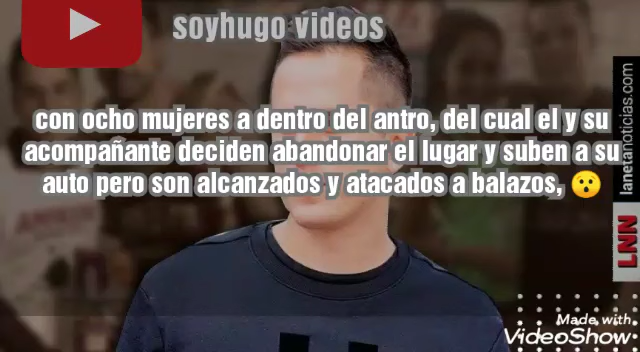 soyhugo videos
con ocho mujeres a dentro del antro, del cual el y su
acompañante deciden abandonar el lugar y suben a su
auto pero son alcanzados y atacados a balazos, 😮
lanetanoticias.com
LNN
Made with
VideoShow